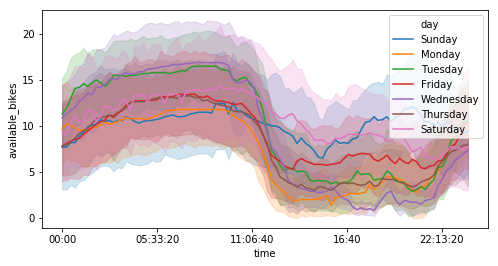 20
15
10
5
0
available_bikes
00:00
05:33:20
11:06:40
16:40
22:13:20
time
day
Sunday
Monday
Tuesday
Friday
Wednesday
Thursday
Saturday